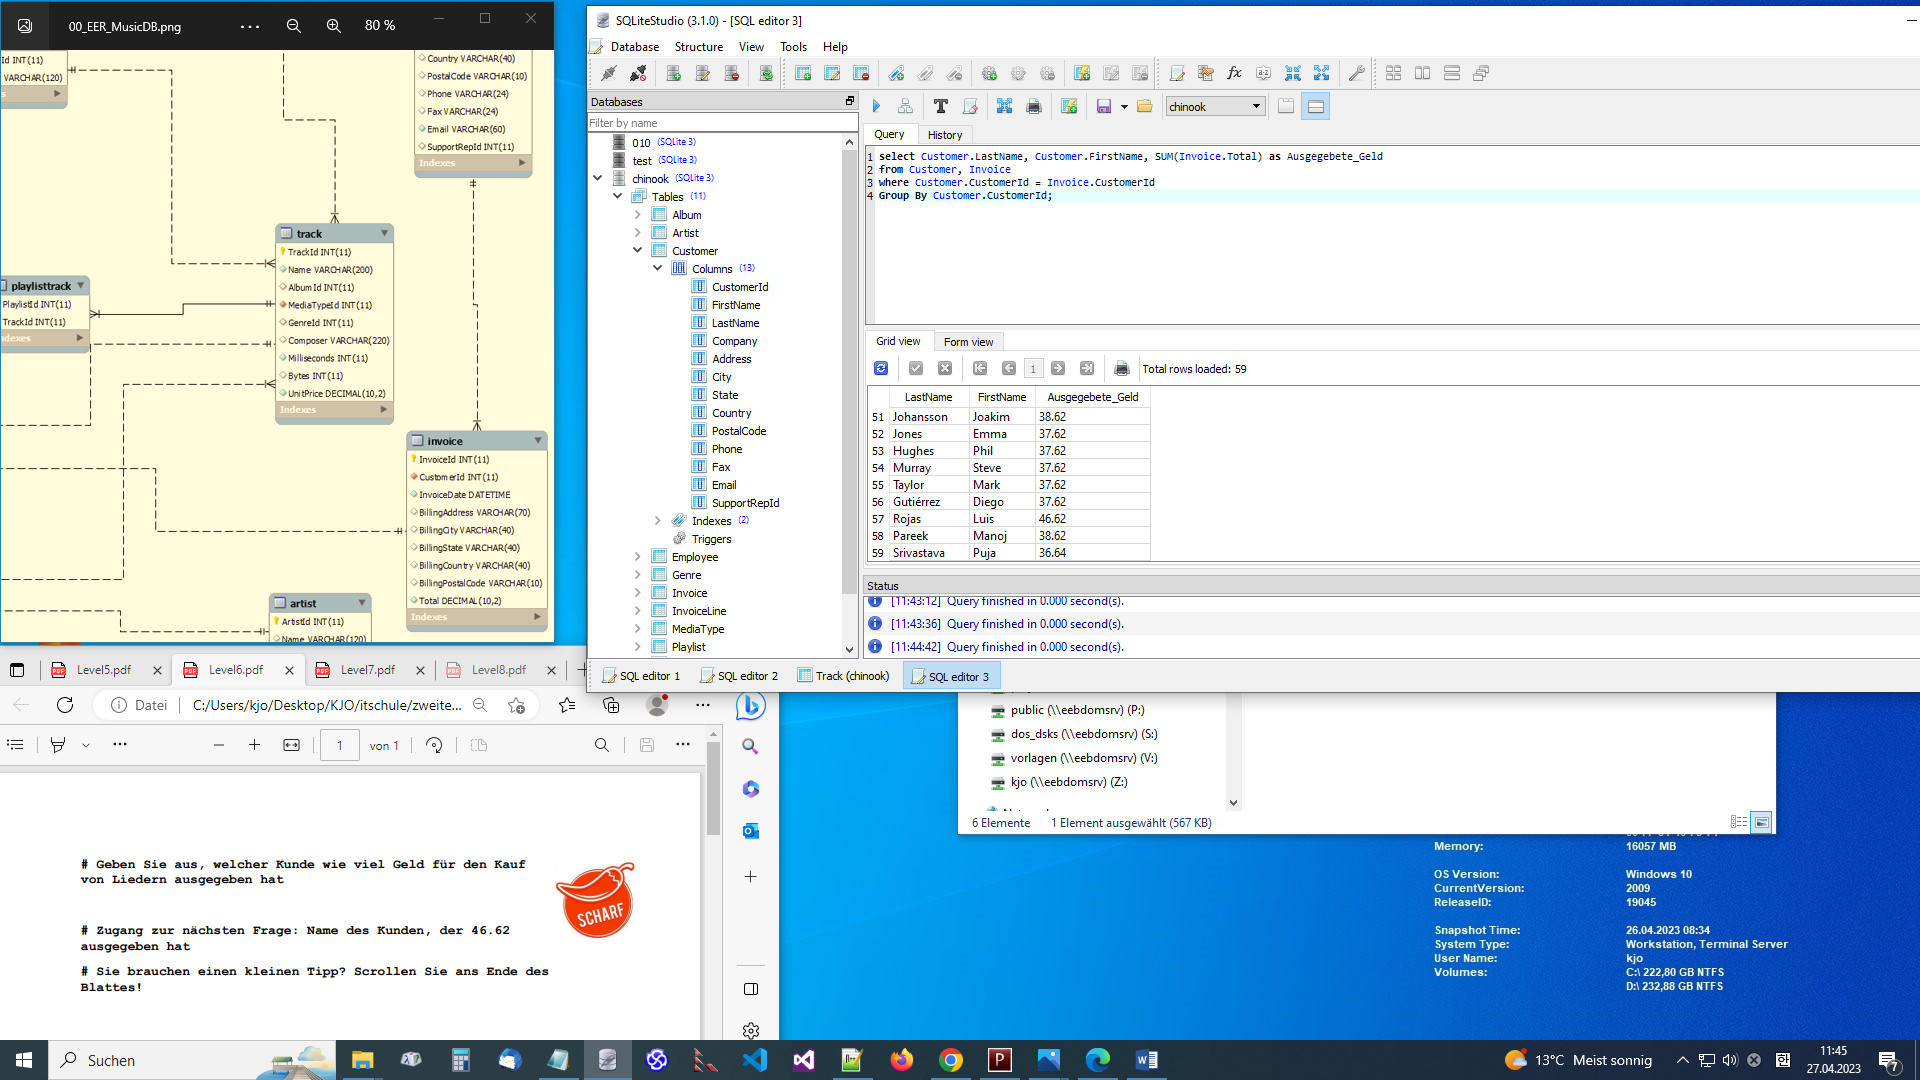 00_EER_MusicDB.png
80 %
Id INT(11)
VARCHAR(120)
Country VARCHAR(40)
PostalCode VARCHAR(10)
Phone VARCHAR(24)
Fax VARCHAR(24)
Email VARCHAR(60)
SupportRepId INT(11)
Indexes
track
TrackId INT(11)
Name VARCHAR(200)
AlbumId INT(11)
MediaTypeId INT(11)
GenreId INT(11)
Composer VARCHAR(220)
Milliseconds INT(11)
Bytes INT(11)
UnitPrice DECIMAL(10,2)
Indexes
playlisttrack
PlaylistId INT(11)
TrackId INT(11)
ndexes
invoice
InvoiceId INT(11)
CustomerId INT(11)
InvoiceDate DATETIME
BillingAddress VARCHAR(70)
BillingCity VARCHAR(40)
BillingState VARCHAR(40)
BillingCountry VARCHAR(40)
BillingPostalCode VARCHAR(10)
Total DECIMAL(10,2)
Indexes
artist
ArtistId INT(11)
Name VARCHAR(120)
SQLiteStudio (3.1.0) - [SQL editor 3]
Database Structure View Tools Help
Databases
Filter by name
010 (SQLite 3)
test (SQLite 3)
chinook (SQLite 3)
Tables (11)
Album
Artist
Customer
Columns (13)
CustomerId
FirstName
LastName
Company
Address
City
State
Country
PostalCode
Phone
Fax
Email
SupportRepId
Indexes (2)
Triggers
Employee
Genre
Invoice
InvoiceLine
MediaType
Playlist
chinook
Query History
1 select Customer.LastName, Customer.FirstName, SUM(Invoice.Total) as Ausgegebete_Geld
2 from Customer, Invoice
3 where Customer.CustomerId = Invoice.CustomerId
4 Group By Customer.CustomerId;
Grid view Form view
1 Total rows loaded: 59
LastName FirstName Ausgegebete_Geld
51 Johansson Joakim 38.62
52 Jones Emma 37.62
53 Hughes Phil 37.62
54 Murray Steve 37.62
55 Taylor Mark 37.62
56 Gutiérrez Diego 37.62
57 Rojas Luis 46.62
58 Pareek Manoj 38.62
59 Srivastava Puja 36.64
Status
[11:43:12] Query finished in 0.000 second(s).
[11:43:36] Query finished in 0.000 second(s).
[11:44:42] Query finished in 0.000 second(s).
SQL editor 1 SQL editor 2 Track (chinook) SQL editor 3
Level5.pdf Level6.pdf Level7.pdf Level8.pdf
Datei C:/Users/kjo/Desktop/KJO/itschule/zweite...
1 von 1
# Geben Sie aus, welcher Kunde wie viel Geld für den Kauf
von Liedern ausgegeben hat
SCHARF
# Zugang zur nächsten Frage: Name des Kunden, der 46.62
ausgegeben hat
# Sie brauchen einen kleinen Tipp? Scrollen Sie ans Ende des
Blattes!
public (\\eebdomsrv) (P:)
dos_dsks (\\eebdomsrv) (S:)
vorlagen (\\eebdomsrv) (V:)
kjo (\\eebdomsrv) (Z:)
6 Elemente 1 Element ausgewählt (567 KB)
Memory: 16057 MB
OS Version: Windows 10
CurrentVersion: 2009
ReleaseID: 19045
Snapshot Time: 26.04.2023 08:34
System Type: Workstation, Terminal Server
User Name: kjo
Volumes: C:\ 222,80 GB NTFS
D:\ 232,88 GB NTFS
Suchen
13°C Meist sonnig
11:45
27.04.2023
7